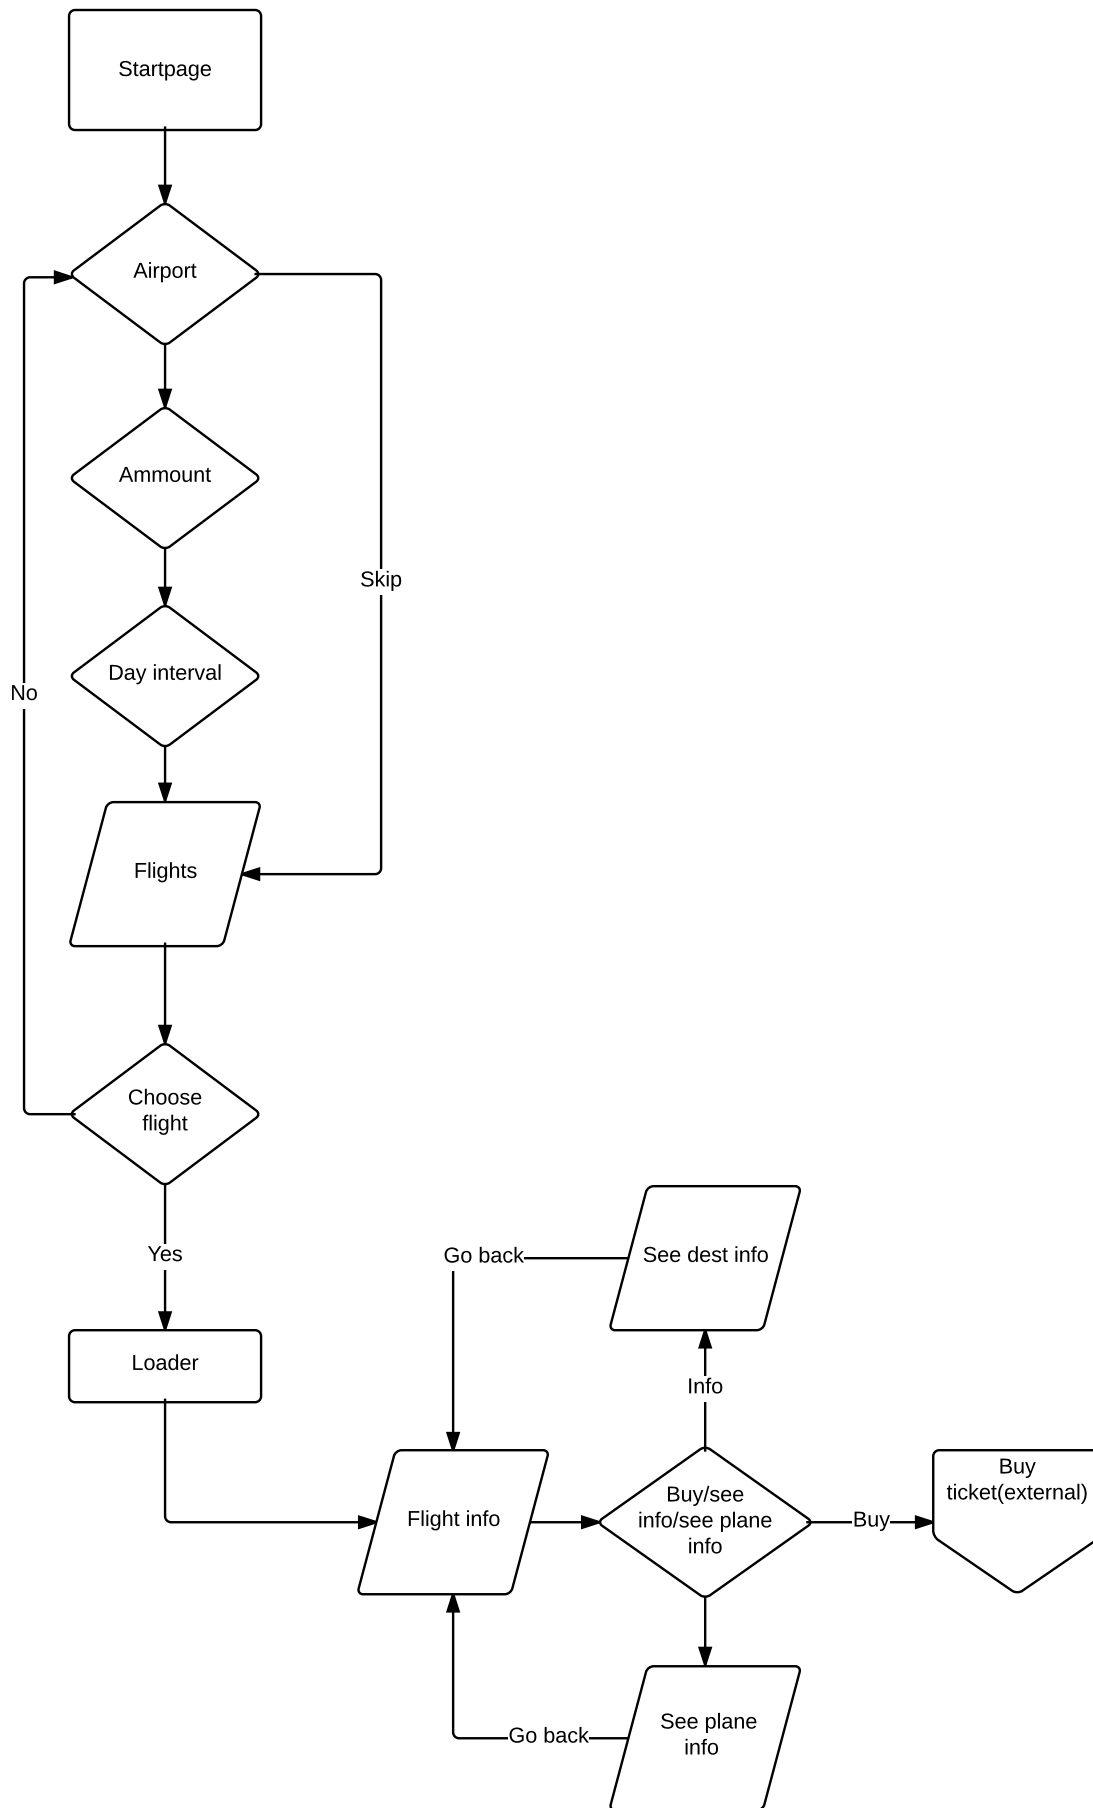 Startpage
Airport
Ammount
Skip
Day interval
No
Flights
Choose
flight
Yes
Go back
See dest info
Loader
Info
Flight info
Buy/see
info/see plane
info
Buy
Buy
ticket(external)
See plane
info
Go back